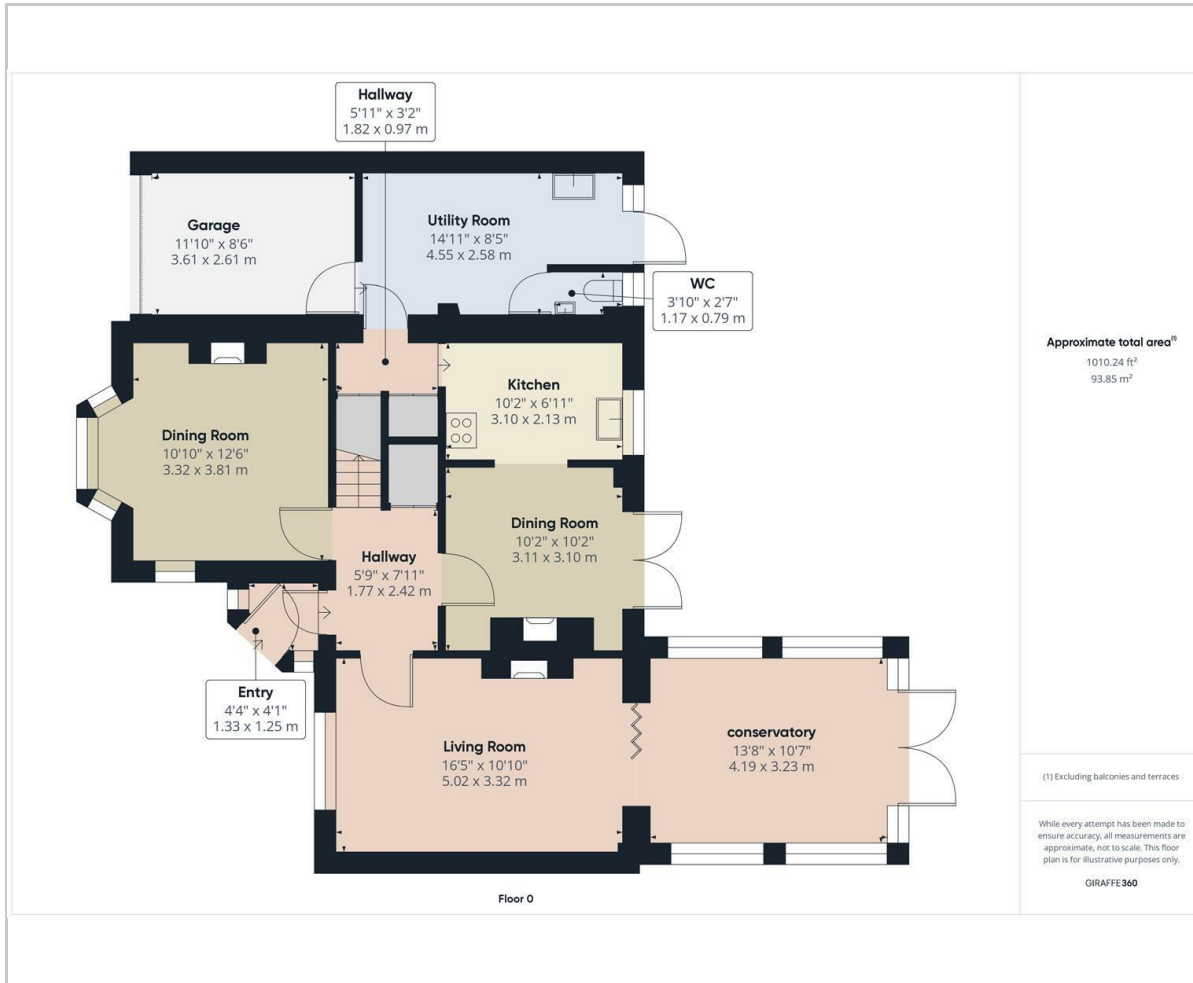 Hallway
5'11" x 3'2"
1.82 x 0.97 m
Garage
11'10" x 8'6"
3.61 x 2.61 m
Utility Room
14'11" x 8'5"
4.55 x 2.58 m
WC
3'10" x 2'7"
1.17 x 0.79 m
Kitchen
10'2" x 6'11"
3.10 x 2.13 m
Dining Room
10'10" x 12'6"
3.32 x 3.81 m
Dining Room
10'2" x 10'2"
3.11 x 3.10 m
Hallway
5'9" x 7'11"
1.77 x 2.42 m
Entry
4'4" x 4'1"
1.33 x 1.25 m
Living Room
16'5" x 10'10"
5.02 x 3.32 m
conservatory
13'8" x 10'7"
4.19 x 3.23 m
Floor 0
Approximate total area(1)
1010.24 ft²
93.85 m²
(1) Excluding balconies and terraces
While every attempt has been made to
ensure accuracy, all measurements are
approximate, not to scale. This floor
plan is for illustrative purposes only.
GIRAFFE360